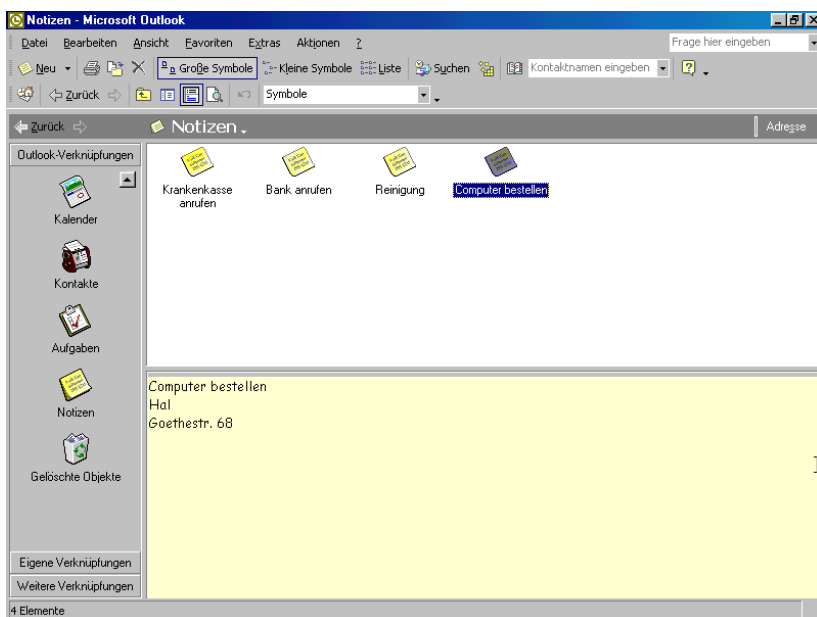 Notizen - Microsoft Outlook
Datei Bearbeiten Ansicht Favoriten Extras Aktionen ? Frage hier eingeben
Neu Große Symbole Kleine Symbole Liste Suchen Kontaktnamen eingeben
Zurück Symbole
Zurück Notizen. Adresse
Outlook-Verknüpfungen
Kalender
Kontakte
Aufgaben
Notizen
Gelöschte Objekte
Eigene Verknüpfungen
Weitere Verknüpfungen
Krankenkasse anrufen
Bank anrufen
Reinigung
Computer bestellen
Computer bestellen
Hal
Goethestr. 68
4 Elemente